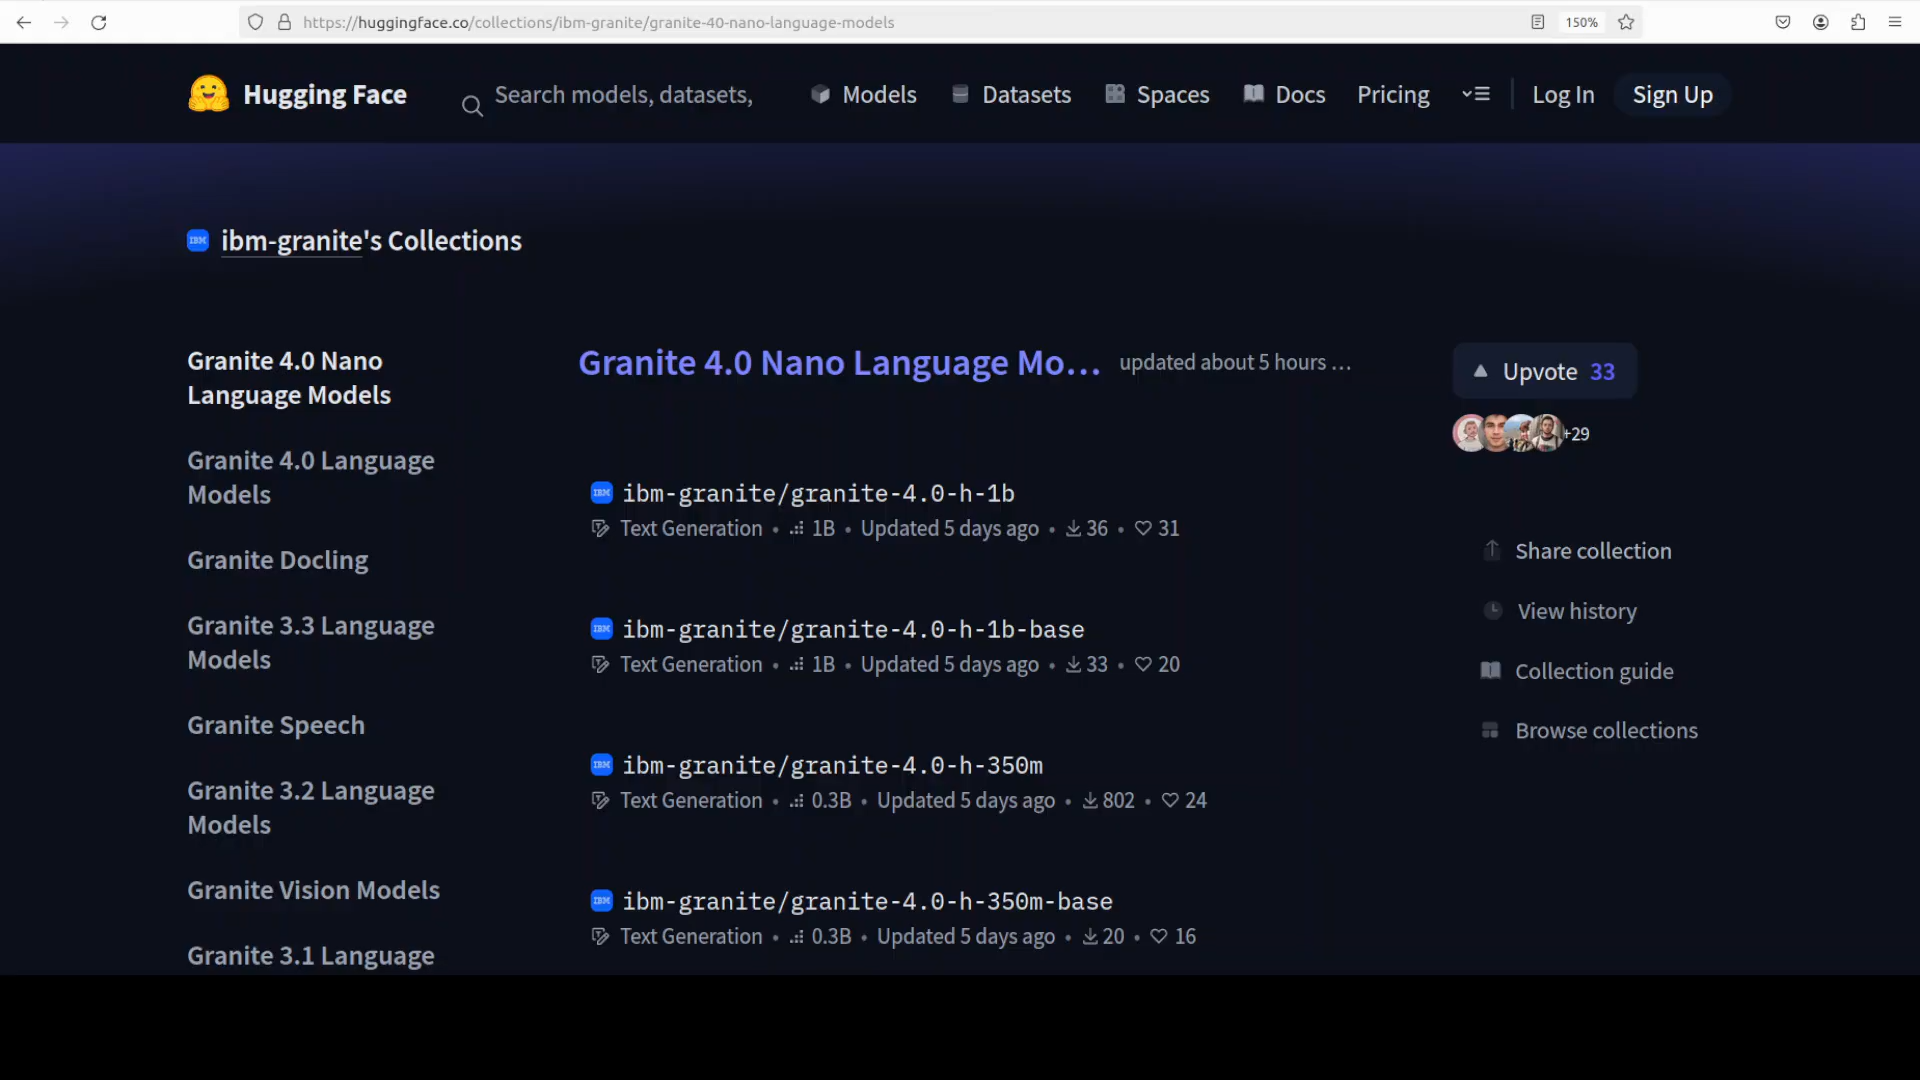 https://huggingface.co/collections/ibm-granite/granite-40-nano-language-models
150%
Hugging Face
Search models, datasets,
Models
Datasets
Spaces
Docs
Pricing
Log In
Sign Up
IBM ibm-granite's Collections
Granite 4.0 Nano
Language Models
Granite 4.0 Language
Models
Granite Docling
Granite 3.3 Language
Models
Granite Speech
Granite 3.2 Language
Models
Granite Vision Models
Granite 3.1 Language
Granite 4.0 Nano Language Mo... updated about 5 hours ...
IBM ibm-granite/granite-4.0-h-1b
Text Generation • 1B • Updated 5 days ago • 36 • 31
IBM ibm-granite/granite-4.0-h-1b-base
Text Generation • 1B • Updated 5 days ago • 33 • 20
IBM ibm-granite/granite-4.0-h-350m
Text Generation • 0.3B • Updated 5 days ago • 802 • 24
IBM ibm-granite/granite-4.0-h-350m-base
Text Generation • 0.3B • Updated 5 days ago • 20 • 16
Upvote 33
+29
Share collection
View history
Collection guide
Browse collections